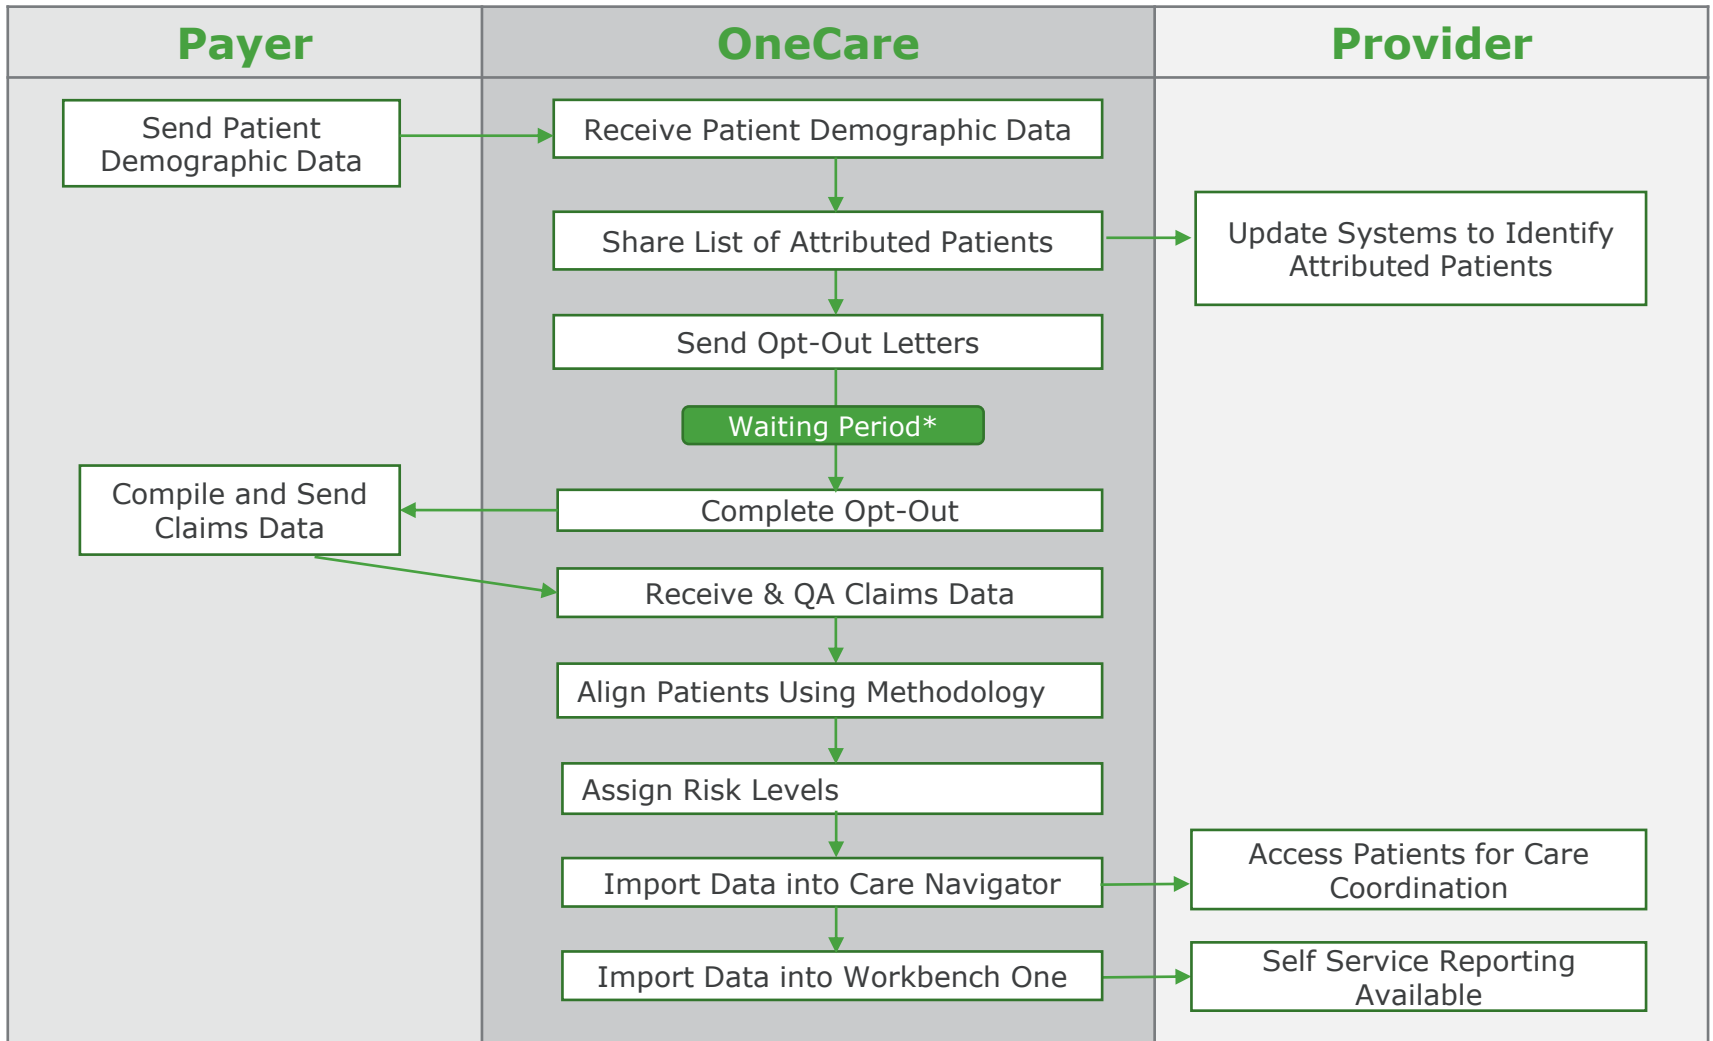 Payer
OneCare
Provider
Send Patient
Demographic Data
Receive Patient Demographic Data
Share List of Attributed Patients
Update Systems to Identify
Attributed Patients
Send Opt-Out Letters
Waiting Period*
Compile and Send
Claims Data
Complete Opt-Out
Receive & QA Claims Data
Align Patients Using Methodology
Assign Risk Levels
Import Data into Care Navigator
Access Patients for Care
Coordination
Import Data into Workbench One
Self Service Reporting
Available